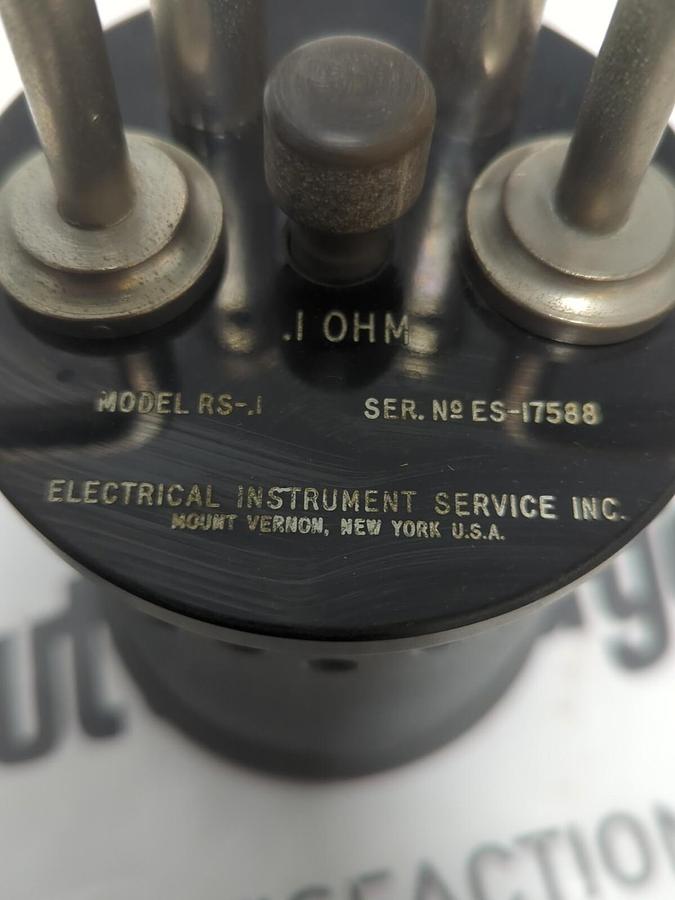 .1 OHM
MODEL RS-.1 SER. Nº ES-17588
ELECTRICAL INSTRUMENT SERVICE INC.
MOUNT VERNON, NEW YORK U.S.A.